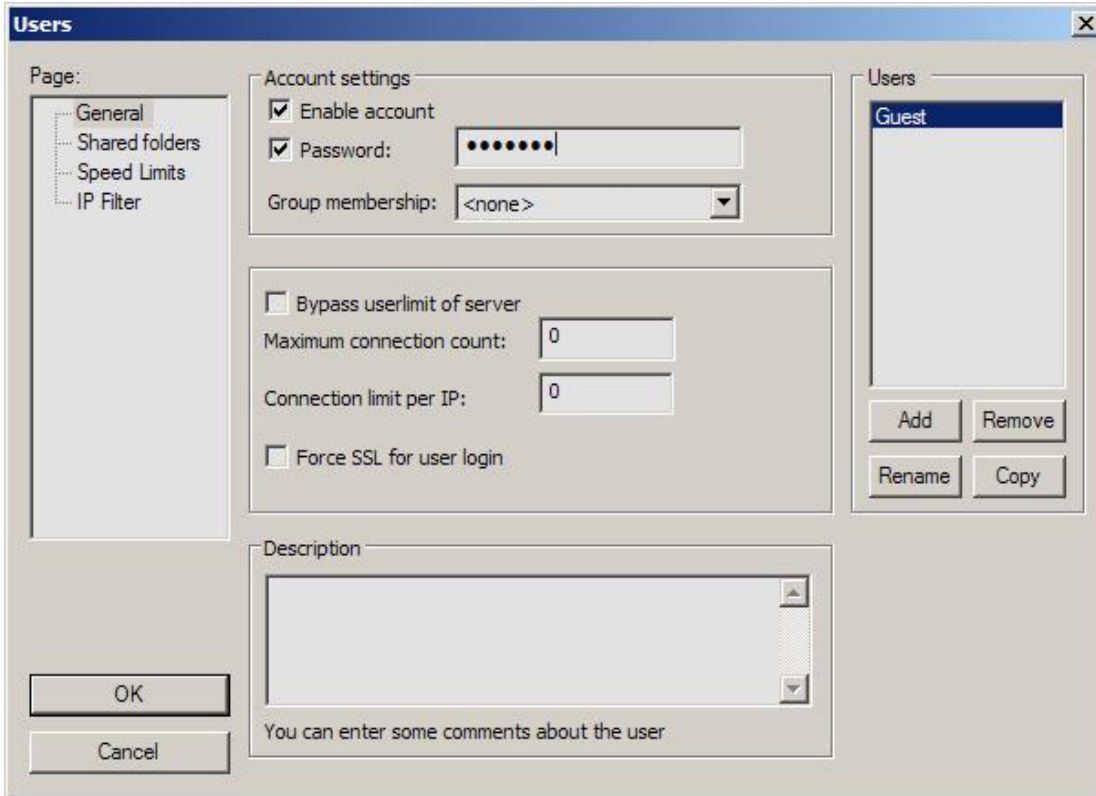 Users
Page:
General
Shared folders
Speed Limits
IP Filter
OK
Cancel
Account settings
Enable account
Password: •••••••
Group membership: <none>
Bypass userlimit of server
Maximum connection count: 0
Connection limit per IP: 0
Force SSL for user login
Description
You can enter some comments about the user
Users
Guest
Add Remove
Rename Copy